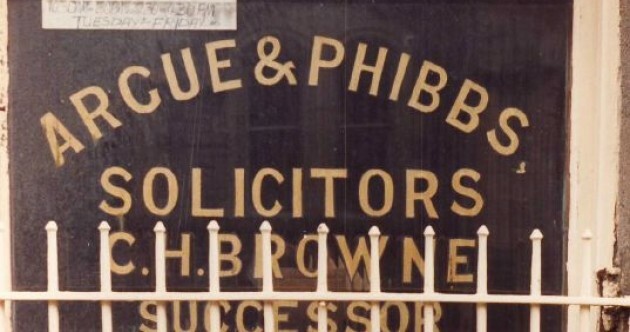 TUESDAY-FRIDAY
ARGUE & PHIBBS
SOLICITORS
C.H.BROWNE
SUCCESSOR